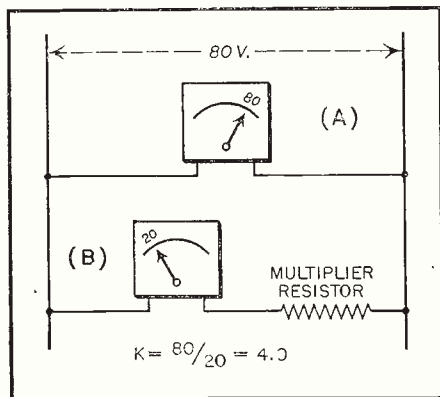 80 V.
80
(A)
20
(B)
MULTIPLIER
RESISTOR
K = 80/20 = 4.0